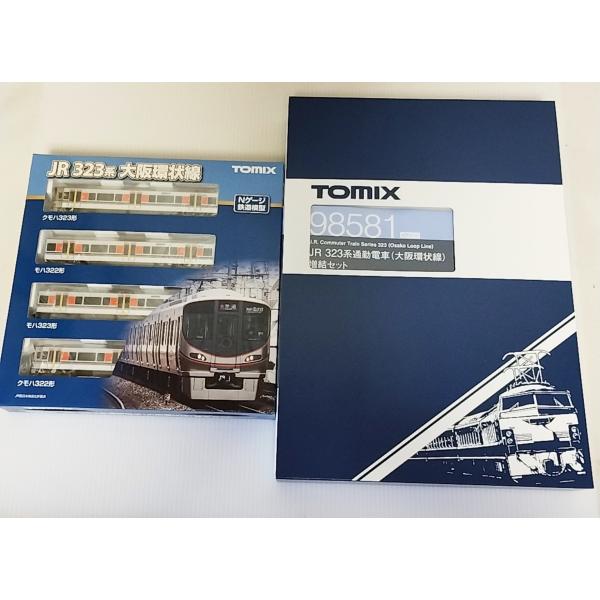 JR 323系 大阪環状線
TOMIX
Nゲージ
鉄道模型
クモハ323形
モハ322形
クモハ323形
クモハ322形
TOMIX
98581
J.R. Commuter Train Series 323 (Osaka Loop Line)
JR 323系通勤電車(大阪環状線)
増結セット